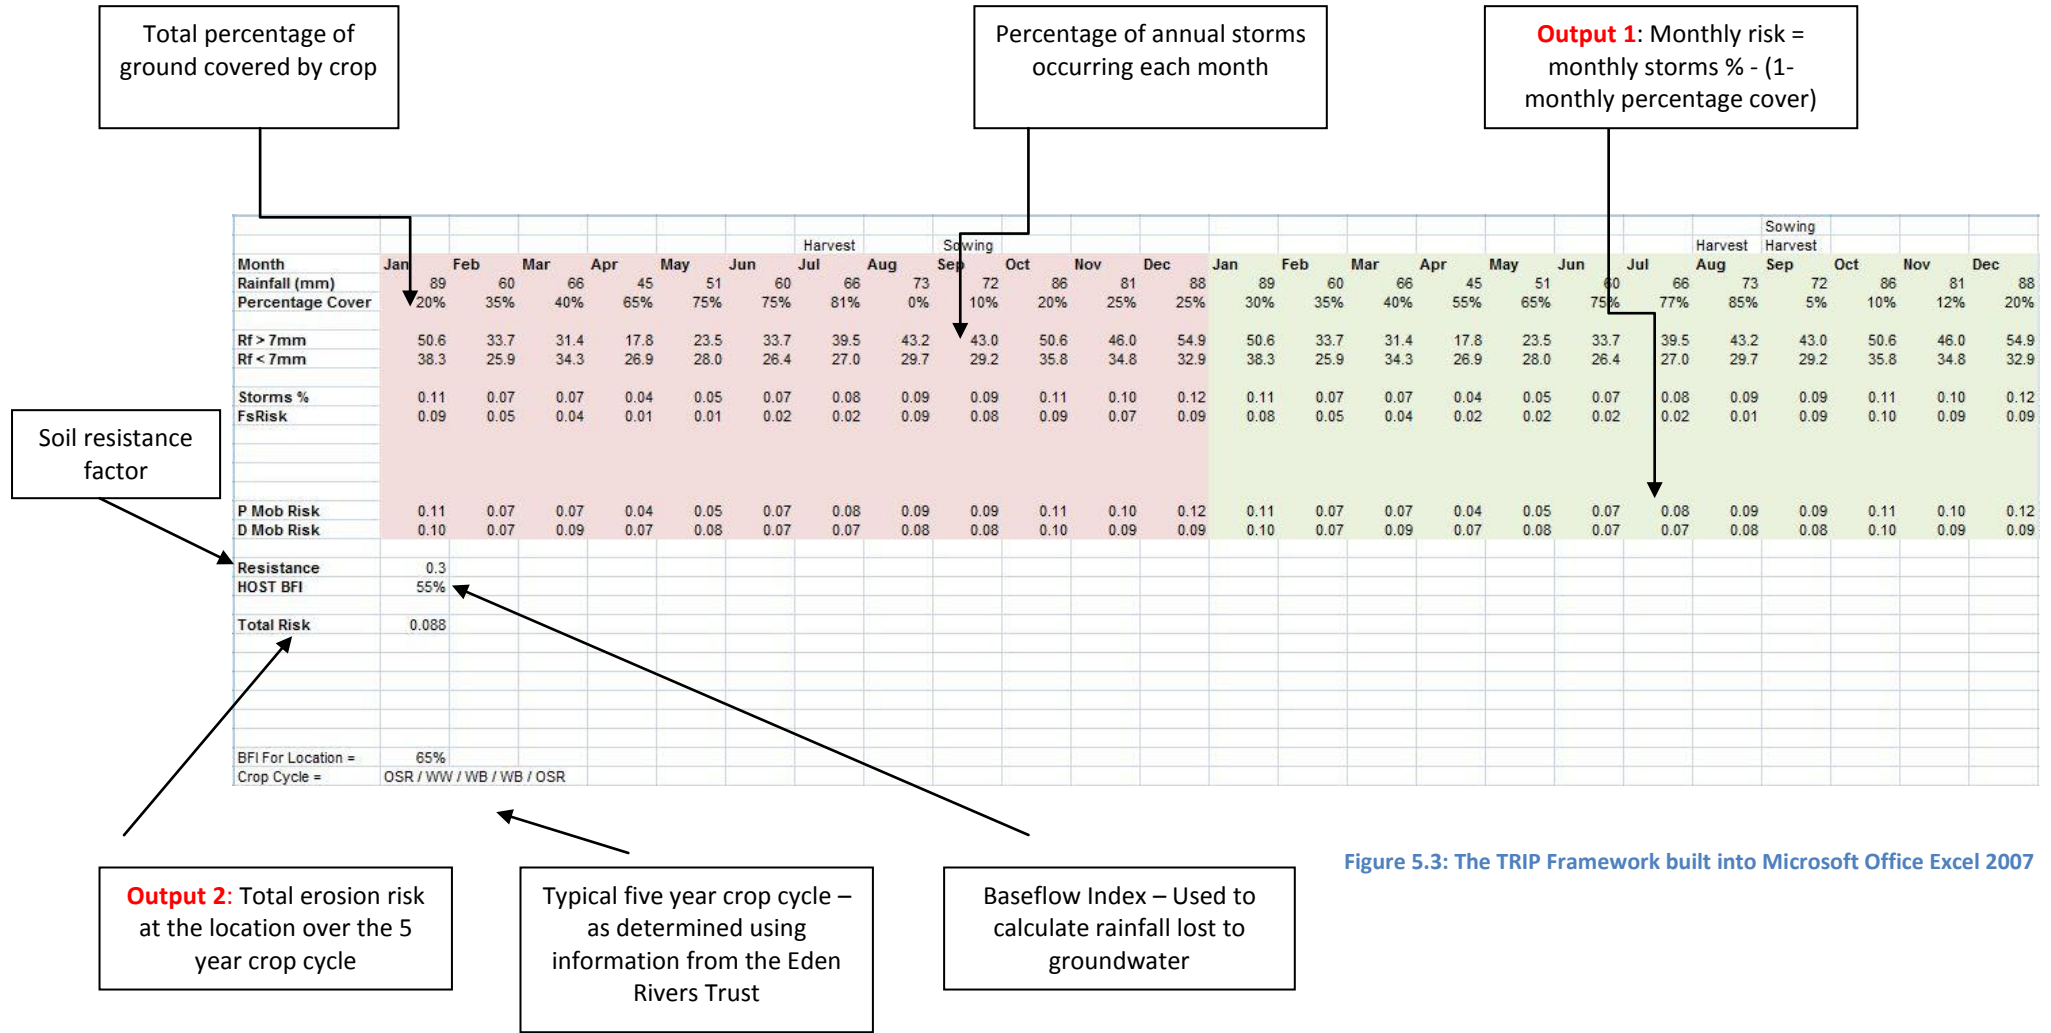 Total percentage of
ground covered by crop
Percentage of annual storms
occurring each month
Output 1: Monthly risk =
monthly storms % - (1-
monthly percentage cover)
Sowing
Harvest Sowing Harvest Harvest
Month Jan Feb Mar Apr May Jun Jul Aug Sep Oct Nov Dec Jan Feb Mar Apr May Jun Jul Aug Sep Oct Nov Dec
Rainfall (mm) 89 60 66 45 51 60 66 73 72 86 81 88 89 60 66 45 51 60 66 73 72 86 81 88
Percentage Cover 20% 35% 40% 65% 75% 75% 81% 0% 10% 20% 25% 25% 30% 35% 40% 55% 65% 75% 77% 85% 5% 10% 12% 20%
Rf > 7mm 50.6 33.7 31.4 17.8 23.5 33.7 39.5 43.2 43.0 50.6 46.0 54.9 50.6 33.7 31.4 17.8 23.5 33.7 39.5 43.2 43.0 50.6 46.0 54.9
Rf < 7mm 38.3 25.9 34.3 26.9 28.0 26.4 27.0 29.7 29.2 35.8 34.8 32.9 38.3 25.9 34.3 26.9 28.0 26.4 27.0 29.7 29.2 35.8 34.8 32.9
Storms % 0.11 0.07 0.07 0.04 0.05 0.07 0.08 0.09 0.09 0.11 0.10 0.12 0.11 0.07 0.07 0.04 0.05 0.07 0.08 0.09 0.09 0.11 0.10 0.12
FsRisk 0.09 0.05 0.04 0.01 0.01 0.02 0.02 0.09 0.08 0.09 0.07 0.09 0.08 0.05 0.04 0.02 0.02 0.02 0.02 0.01 0.09 0.10 0.09 0.09
Soil resistance
factor
P Mob Risk 0.11 0.07 0.07 0.04 0.05 0.07 0.08 0.09 0.09 0.11 0.10 0.12 0.11 0.07 0.07 0.04 0.05 0.07 0.08 0.09 0.09 0.11 0.10 0.12
D Mob Risk 0.10 0.07 0.09 0.07 0.08 0.07 0.07 0.08 0.08 0.10 0.09 0.09 0.10 0.07 0.09 0.07 0.08 0.07 0.07 0.08 0.08 0.10 0.09 0.09
Resistance 0.3
HOST BFI 55%
Total Risk 0.088
BFI For Location = 65%
Crop Cycle = OSR / WW / WB / WB / OSR
Figure 5.3: The TRIP Framework built into Microsoft Office Excel 2007
Output 2: Total erosion risk
at the location over the 5
year crop cycle
Typical five year crop cycle –
as determined using
information from the Eden
Rivers Trust
Baseflow Index – Used to
calculate rainfall lost to
groundwater